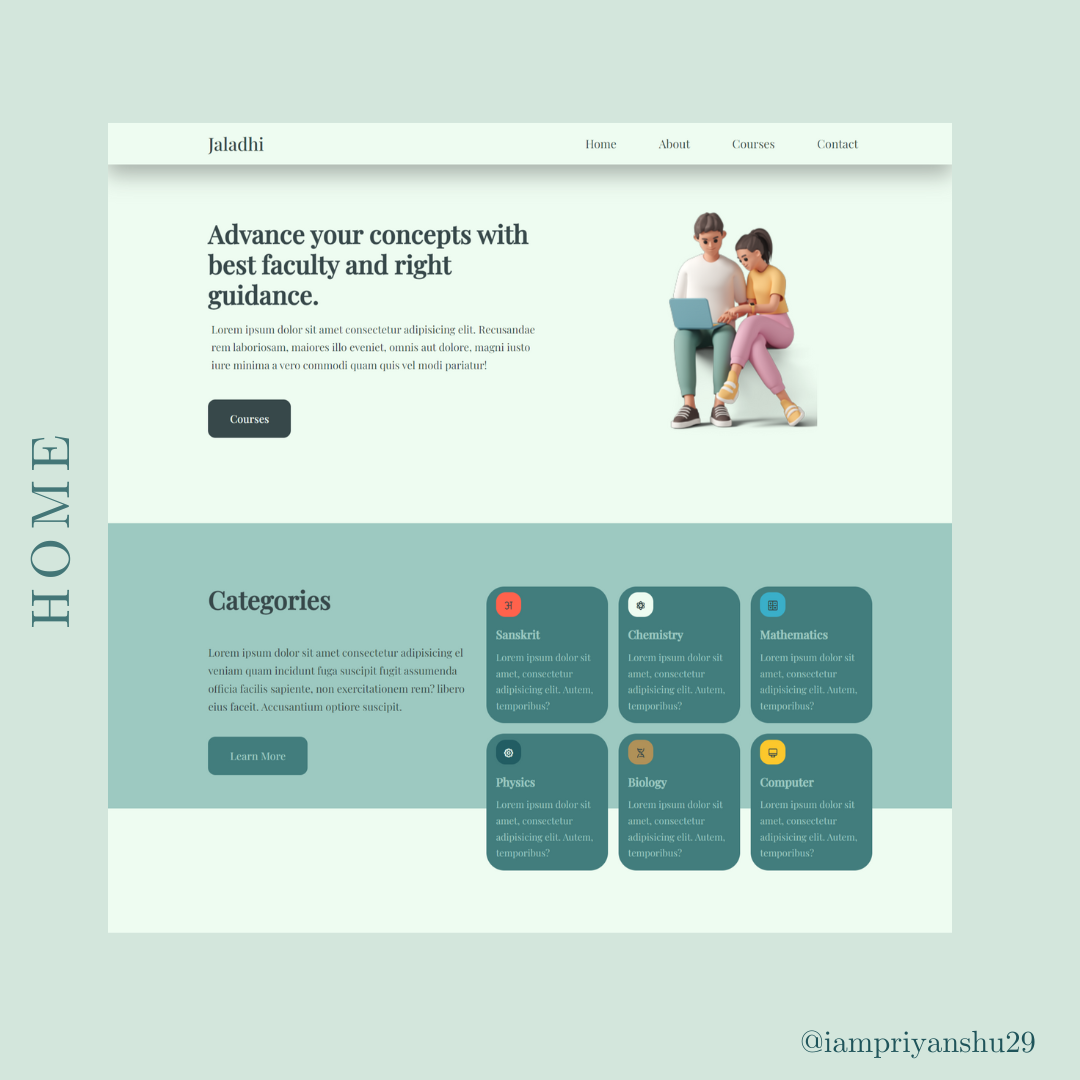 Jaladhi
Home
About
Courses
Contact
Advance your concepts with
best faculty and right
guidance.
Lorem ipsum dolor sit amet consectetur adipisicing elit. Recusandae
rem laboriosam, maiores illo eveniet, omnis aut dolore, magni iusto
iure minima a vero commodi quam quis vel modi pariatur!
Courses
HOME
Categories
Lorem ipsum dolor sit amet consectetur adipisicing el
veniam quam incidunt fuga suscipit fugit assumenda
officia facilis sapiente, non exercitationem rem? libero
eius faceit. Accusantium optiore suscipit.
Learn More
Sanskrit
Lorem ipsum dolor sit
amet, consectetur
adipisicing elit. Autem,
temporibus?
Chemistry
Lorem ipsum dolor sit
amet, consectetur
adipisicing elit. Autem,
temporibus?
Mathematics
Lorem ipsum dolor sit
amet, consectetur
adipisicing elit. Autem,
temporibus?
Physics
Lorem ipsum dolor sit
amet, consectetur
adipisicing elit. Autem,
temporibus?
Biology
Lorem ipsum dolor sit
amet, consectetur
adipisicing elit. Autem,
temporibus?
Computer
Lorem ipsum dolor sit
amet, consectetur
adipisicing elit. Autem,
temporibus?
@iampriyanshu29